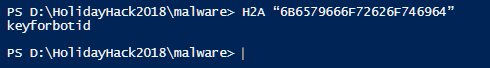 PS D:\HolidayHack2018\malware> H2A “6B6579666F72626F746964”
keyforbotid
PS D:\HolidayHack2018\malware>